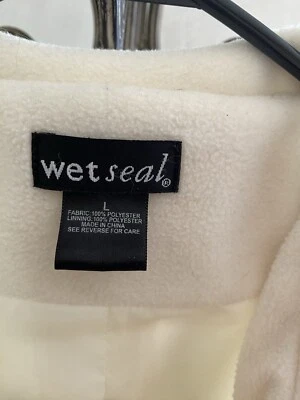 wet seal®
L
FABRIC:100% POLYESTER
LINNING:100% POLYESTER
MADE IN CHINA
SEE REVERSE FOR CARE